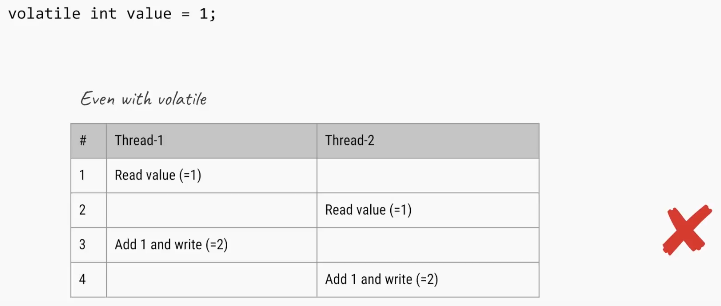 volatile int value = 1;
Even with volatile
# Thread-1 Thread-2
1 Read value (=1)
2 Read value (=1)
3 Add 1 and write (=2)
4 Add 1 and write (=2)